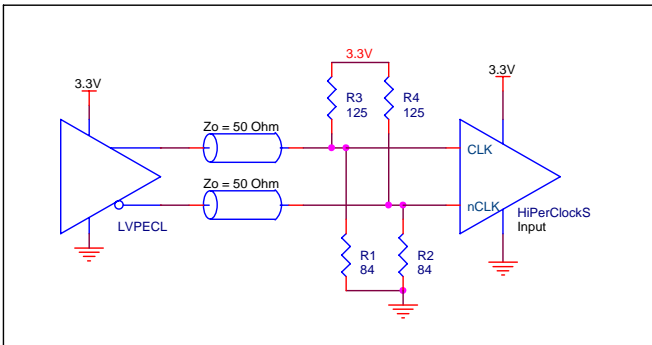 3.3V
3.3V
3.3V
R3
125
R4
125
Zo = 50 Ohm
CLK
Zo = 50 Ohm
nCLK
LVPECL
HiPerClockS
Input
R1
84
R2
84